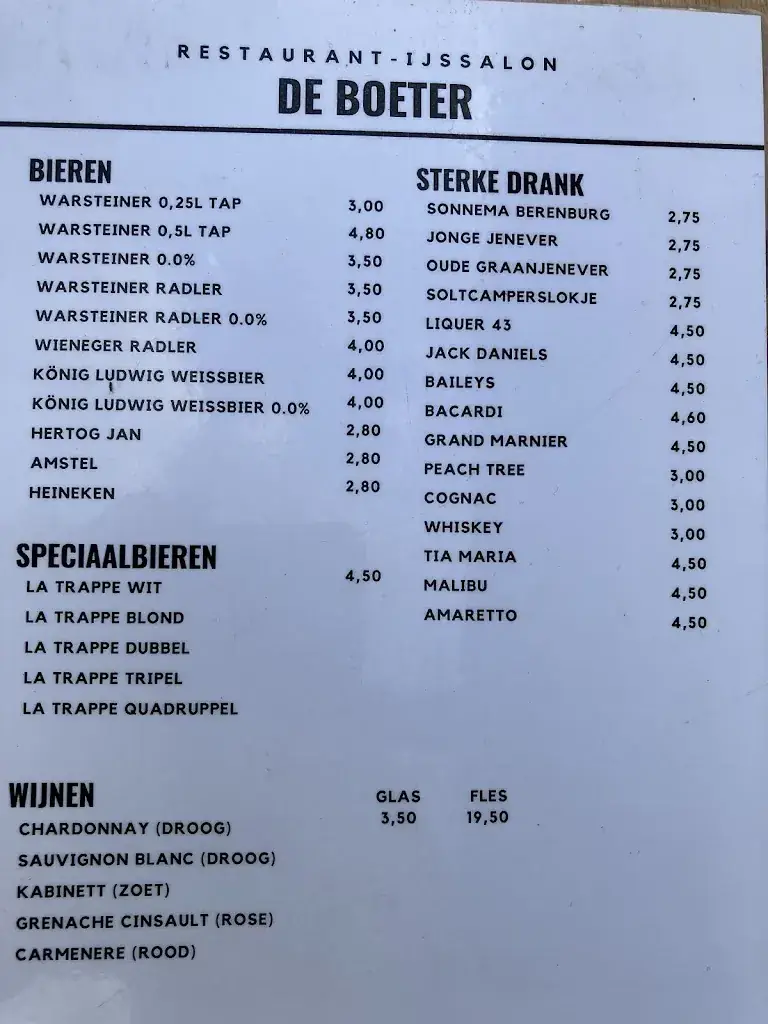 RESTAURANT-IJSSALON
DE BOETER
BIEREN
WARSTEINER 0,25L TAP 3,00
WARSTEINER 0,5L TAP 4,80
WARSTEINER 0.0% 3,50
WARSTEINER RADLER 3,50
WARSTEINER RADLER 0.0% 3,50
WIENEGER RADLER 4,00
KÖNIG LUDWIG WEISSBIER 4,00
KÖNIG LUDWIG WEISSBIER 0.0% 4,00
HERTOG JAN 2,80
AMSTEL 2,80
HEINEKEN 2,80
SPECIAALBIEREN
LA TRAPPE WIT 4,50
LA TRAPPE BLOND
LA TRAPPE DUBBEL
LA TRAPPE TRIPEL
LA TRAPPE QUADRUPPEL
STERKE DRANK
SONNEMA BERENBURG 2,75
JONGE JENEVER 2,75
OUDE GRAANJENEVER 2,75
SOLTCAMPERSLOKJE 2,75
LIQUER 43 4,50
JACK DANIELS 4,50
BAILEYS 4,50
BACARDI 4,60
GRAND MARNIER 4,50
PEACH TREE 3,00
COGNAC 3,00
WHISKEY 3,00
TIA MARIA 4,50
MALIBU 4,50
AMARETTO 4,50
WIJNEN GLAS FLES
CHARDONNAY (DROOG) 3,50 19,50
SAUVIGNON BLANC (DROOG)
KABINETT (ZOET)
GRENACHE CINSAULT (ROSE)
CARMENERE (ROOD)